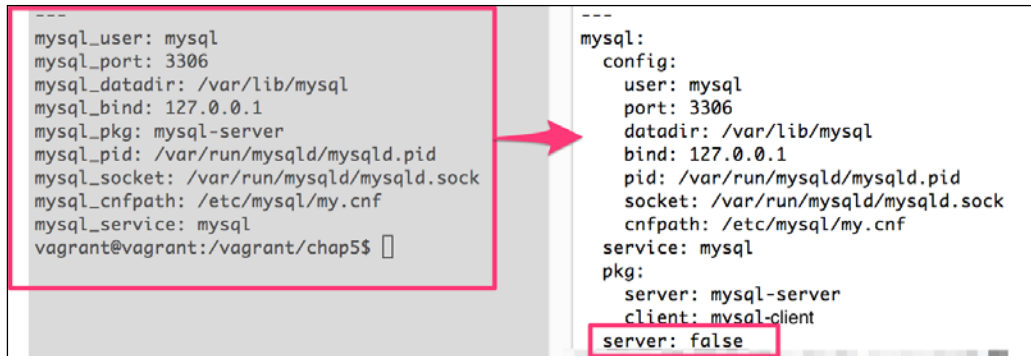 ---
mysql_user: mysql
mysql_port: 3306
mysql_datadir: /var/lib/mysql
mysql_bind: 127.0.0.1
mysql_pkg: mysql-server
mysql_pid: /var/run/mysqld/mysqld.pid
mysql_socket: /var/run/mysqld/mysqld.sock
mysql_cnfpath: /etc/mysql/my.cnf
mysql_service: mysql
vagrant@vagrant:/vagrant/chap5$
---
mysql:
  config:
    user: mysql
    port: 3306
    datadir: /var/lib/mysql
    bind: 127.0.0.1
    pid: /var/run/mysqld/mysqld.pid
    socket: /var/run/mysqld/mysqld.sock
    cnfpath: /etc/mysql/my.cnf
  service: mysql
  pkg:
    server: mysql-server
    client: mysql-client
  server: false